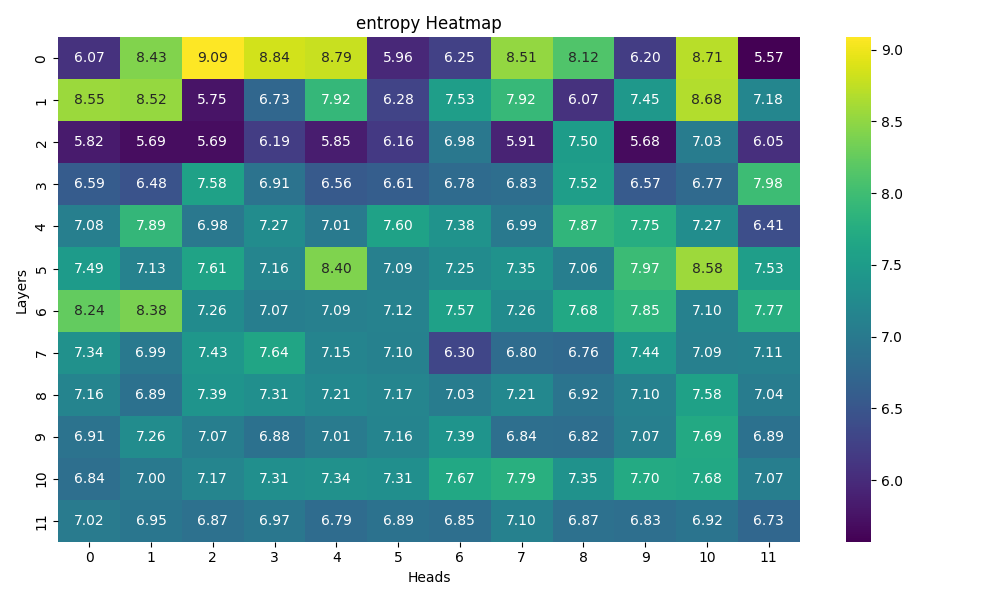 entropy Heatmap
0 6.07 8.43 9.09 8.84 8.79 5.96 6.25 8.51 8.12 6.20 8.71 5.57
1 8.55 8.52 5.75 6.73 7.92 6.28 7.53 7.92 6.07 7.45 8.68 7.18
2 5.82 5.69 5.69 6.19 5.85 6.16 6.98 5.91 7.50 5.68 7.03 6.05
3 6.59 6.48 7.58 6.91 6.56 6.61 6.78 6.83 7.52 6.57 6.77 7.98
4 7.08 7.89 6.98 7.27 7.01 7.60 7.38 6.99 7.87 7.75 7.27 6.41
5 7.49 7.13 7.61 7.16 8.40 7.09 7.25 7.35 7.06 7.97 8.58 7.53
6 8.24 8.38 7.26 7.07 7.09 7.12 7.57 7.26 7.68 7.85 7.10 7.77
7 7.34 6.99 7.43 7.64 7.15 7.10 6.30 6.80 6.76 7.44 7.09 7.11
8 7.16 6.89 7.39 7.31 7.21 7.17 7.03 7.21 6.92 7.10 7.58 7.04
9 6.91 7.26 7.07 6.88 7.01 7.16 7.39 6.84 6.82 7.07 7.69 6.89
10 6.84 7.00 7.17 7.31 7.34 7.31 7.67 7.79 7.35 7.70 7.68 7.07
11 7.02 6.95 6.87 6.97 6.79 6.89 6.85 7.10 6.87 6.83 6.92 6.73
0 1 2 3 4 5 6 7 8 9 10 11
Heads
Layers
9.0
8.5
8.0
7.5
7.0
6.5
6.0